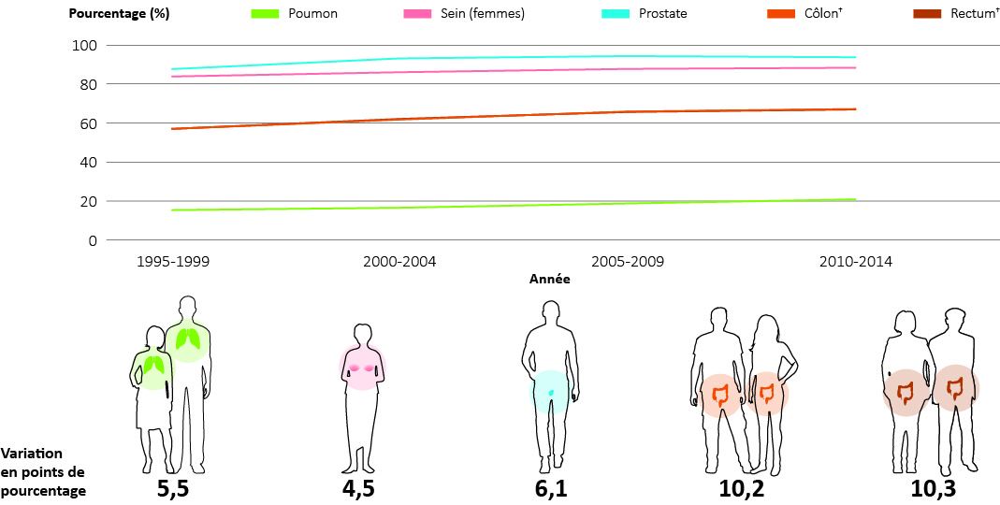 Pourcentage (%) Poumon Sein (femmes) Prostate Côlon† Rectum†
100
80
60
40
20
0
1995-1999 2000-2004 2005-2009 2010-2014
Année
Variation
en points de
pourcentage
5,5 4,5 6,1 10,2 10,3